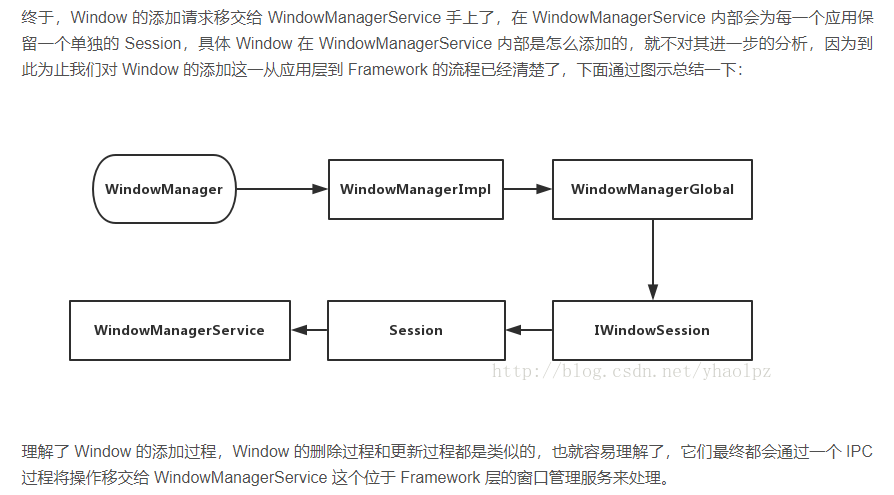 终于，Window 的添加请求移交给 WindowManagerService 手上了，在 WindowManagerService 内部会为每一个应用保
留一个单独的 Session，具体 Window 在 WindowManagerService 内部是怎么添加的，就不对其进一步的分析，因为到
此为止我们对 Window 的添加这一从应用层到 Framework 的流程已经清楚了，下面通过图示总结一下：
WindowManager
WindowManagerImpl
WindowManagerGlobal
WindowManagerService
Session
IWindowSession
http://blog.csdn.net/yhaolpz
理解了 Window 的添加过程，Window 的删除过程和更新过程都是类似的，也就容易理解了，它们最终都会通过一个 IPC
过程将操作移交给 WindowManagerService 这个位于 Framework 层的窗口管理服务来处理。